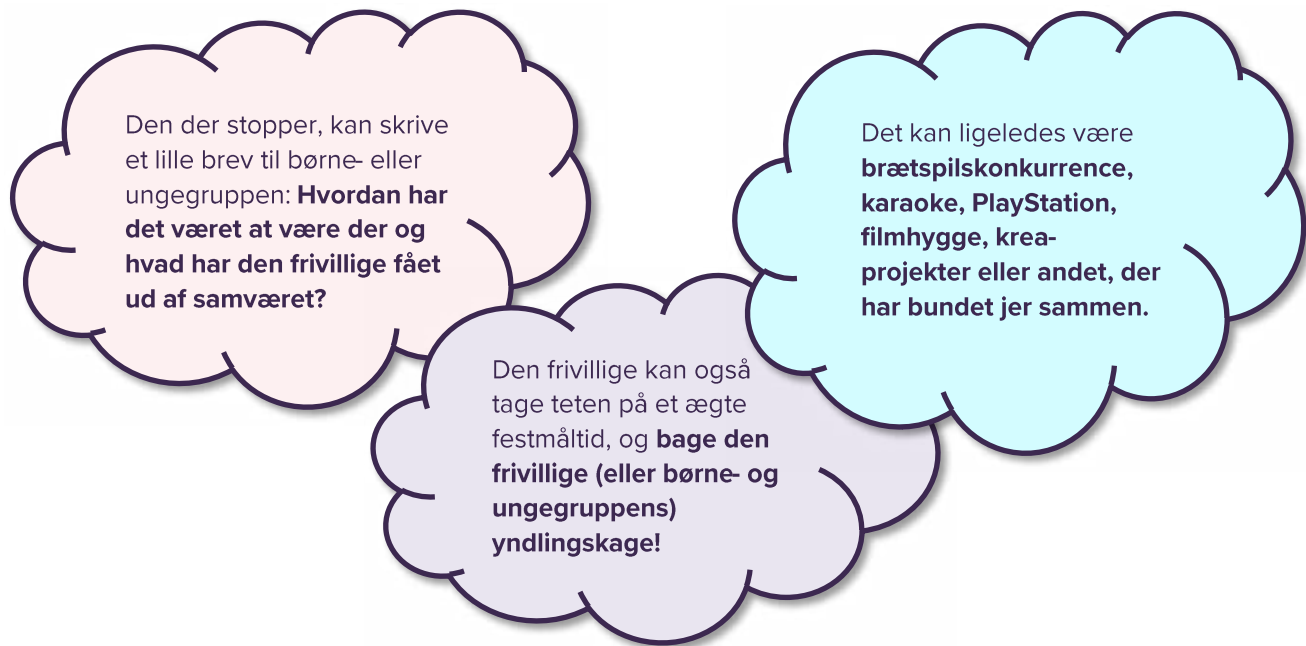 Den der stopper, kan skrive
et lille brev til børne- eller
ungegruppen: Hvordan har
det været at være der og
hvad har den frivillige fået
ud af samværet?
Den frivillige kan også
tage teten på et ægte
festmåltid, og bage den
frivillige (eller børne- og
ungegruppens)
yndlingskage!
Det kan ligeledes være
brætspilskonkurrence,
karaoke, PlayStation,
filmhygge, krea-
projekter eller andet, der
har bundet jer sammen.